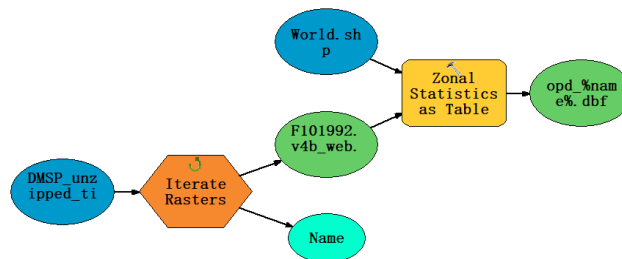 World.sh
p
Zonal
Statistics
as Table
opd_%nam
e%.dbf
F101992.
v4b_web.
DMSP_unz
ipped_ti
Iterate
Rasters
Name